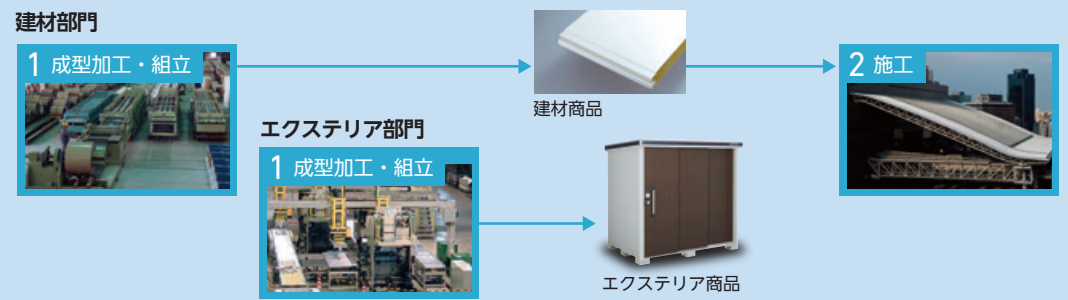 建材部門
1 成型加工・組立
建材商品
2 施工
エクステリア部門
1 成型加工・組立
エクステリア商品